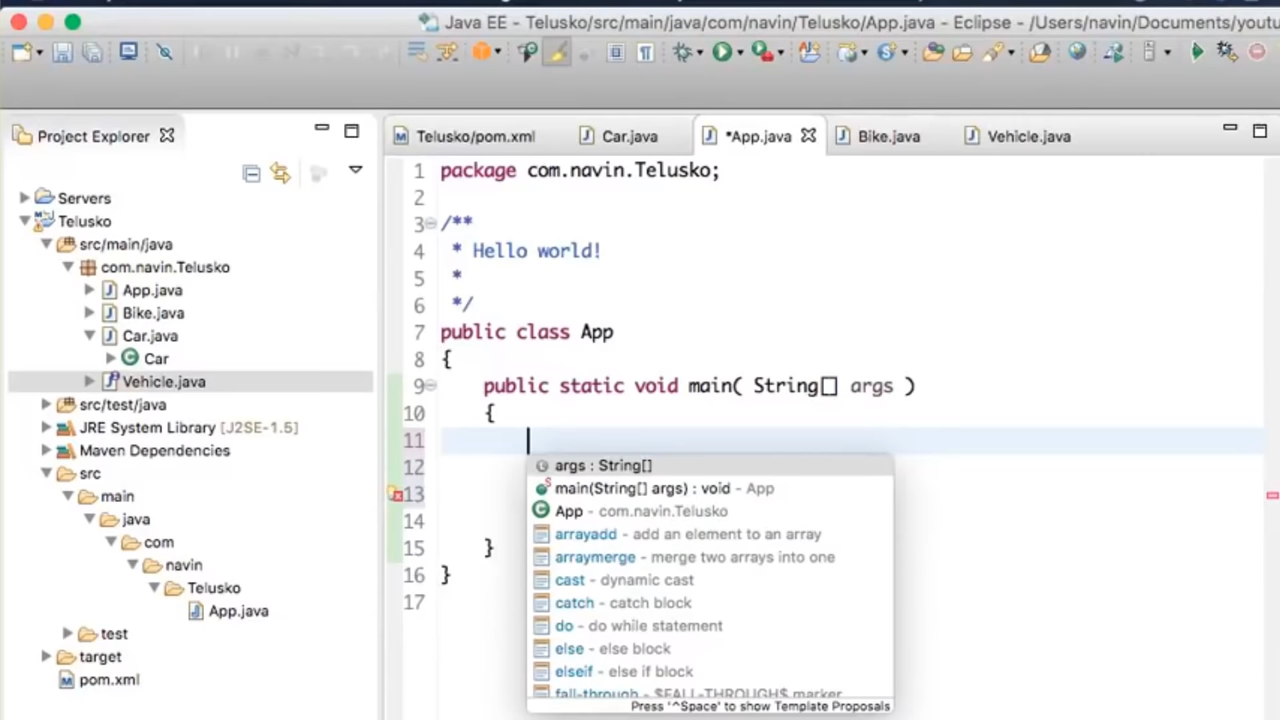 Java EE - Telusko/src/main/java/com/navin/Telusko/App.java - Eclipse - /Users/navin/Documents/youtu
Project Explorer
Servers
Telusko
src/main/java
com.navin.Telusko
App.java
Bike.java
Car.java
Car
Vehicle.java
src/test/java
JRE System Library [J2SE-1.5]
Maven Dependencies
src
main
java
com
navin
Telusko
App.java
test
target
pom.xml
Telusko/pom.xml
Car.java
*App.java
Bike.java
Vehicle.java
1 package com.navin.Telusko;
2
3 /**
4 * Hello world!
5 *
6 */
7 public class App
8 {
9 public static void main( String[] args )
10 {
11
12
13
14
15 }
16 }
17
args : String[]
main(String[] args) : void - App
App - com.navin.Telusko
arrayadd - add an element to an array
arraymerge - merge two arrays into one
cast - dynamic cast
catch - catch block
do - do while statement
else - else block
elseif - else if block
fall-through - $FALL-THROUGH$ marker
Press '^Space' to show Template Proposals